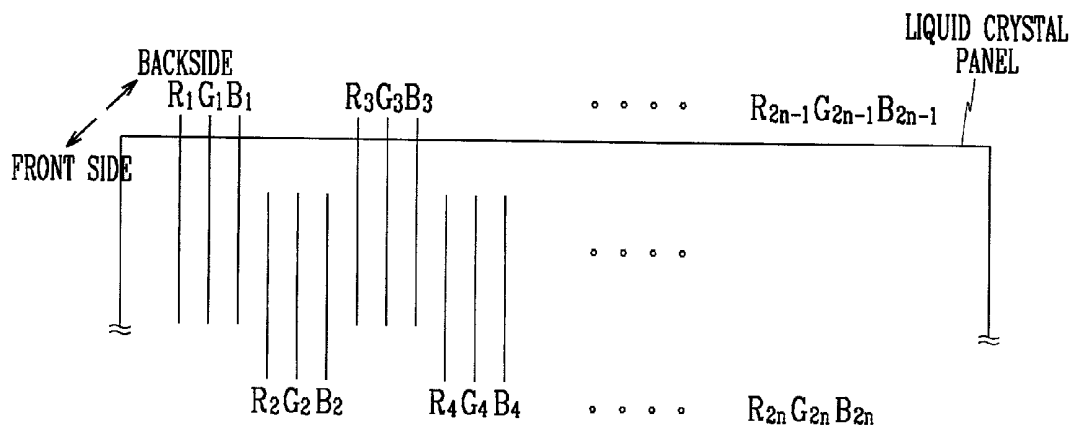 LIQUID CRYSTAL
PANEL
BACKSIDE
R1G1B1 R3G3B3 R2n-1G2n-1B2n-1
FRONT SIDE
R2G2B2 R4G4B4 R2nG2nB2n